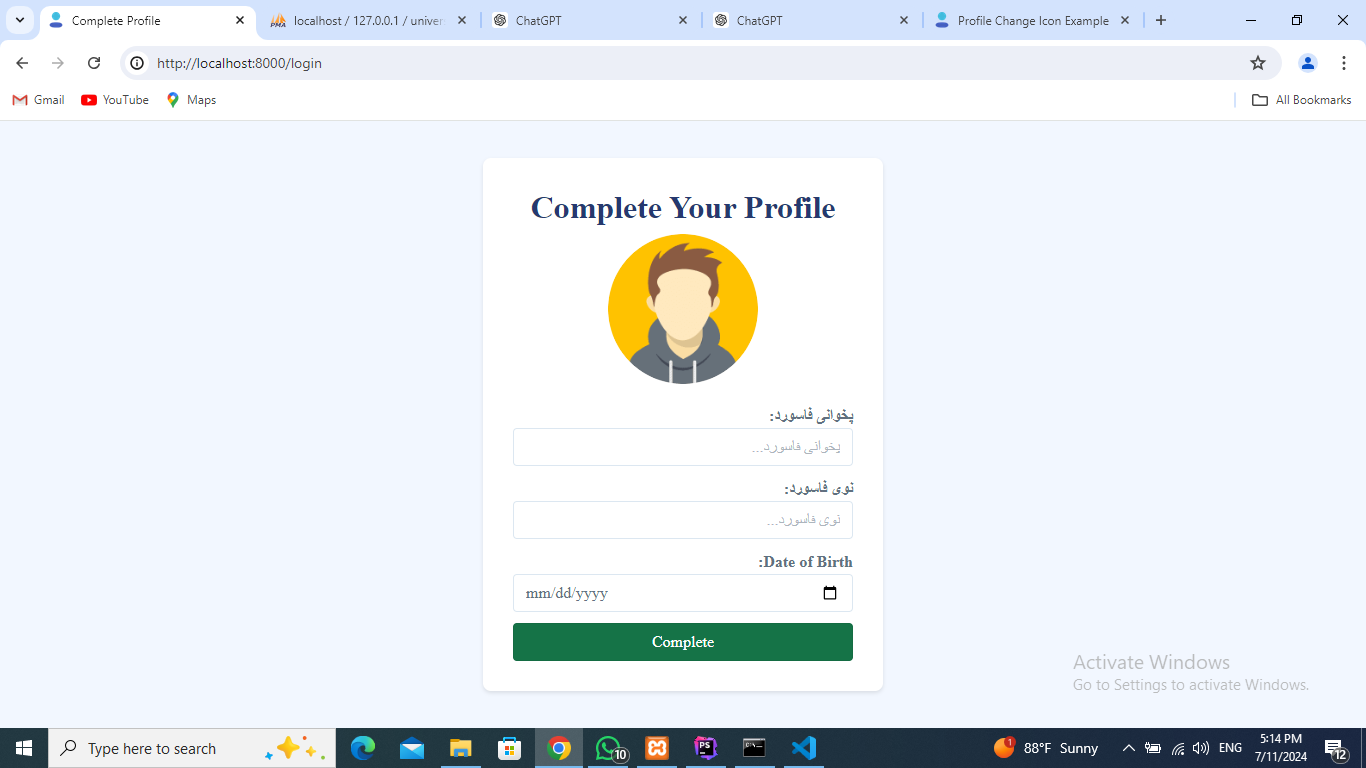 Complete Profile
localhost / 127.0.0.1 / univer
ChatGPT
ChatGPT
Profile Change Icon Example
http://localhost:8000/login
Gmail
YouTube
Maps
All Bookmarks
Complete Your Profile
پخوانی فاسورد:
پخوانی فاسورد...
نوی فاسورد:
نوی فاسورد...
Date of Birth:
mm/dd/yyyy
Complete
Activate Windows
Go to Settings to activate Windows.
Type here to search
10
PS
1
88°F Sunny
ENG
5:14 PM
7/11/2024
12